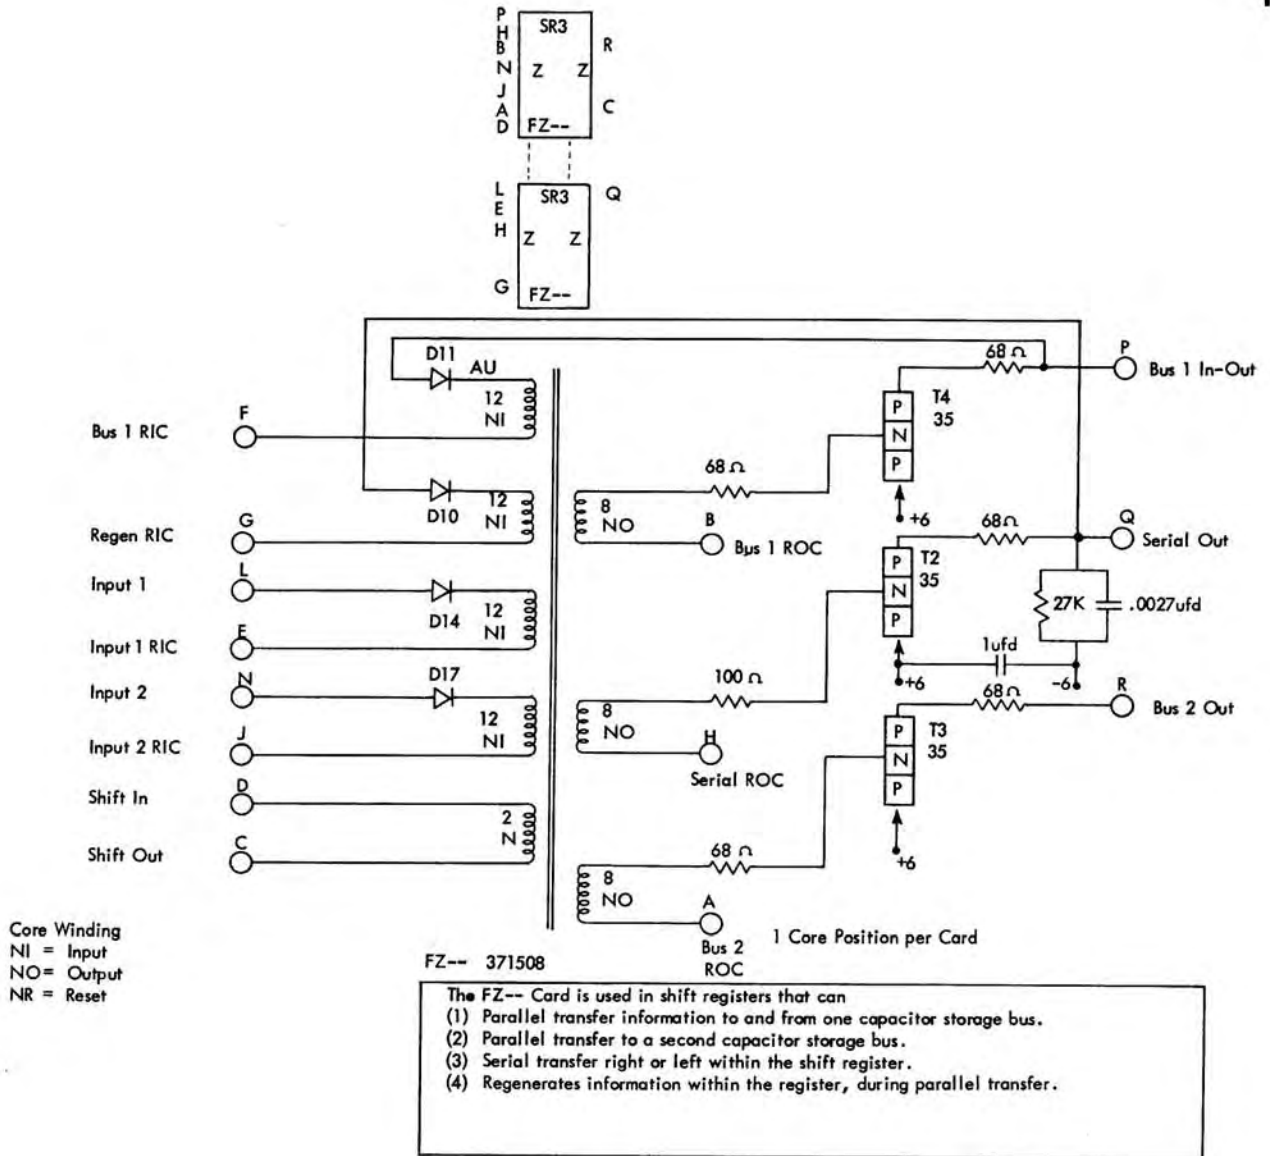 P
H
B
N
J
A
D
SR3
Z Z
FZ--
R
C
L
E
H
G
SR3
Z Z
FZ--
Q
D11
AU
12
NI
F
Bus 1 RIC
D10
12
NI
G
Regen RIC
L
Input 1
D14
12
NI
E
Input 1 RIC
N
Input 2
D17
12
NI
J
Input 2 RIC
D
Shift In
2
N
C
Shift Out
8
NO
68 Ω
B
Bus 1 ROC
8
NO
100 Ω
H
Serial ROC
8
NO
68 Ω
A
Bus 2
ROC
P
N
P
T4
35
+6
68 Ω
P
Bus 1 In-Out
P
N
P
T2
35
+6
68Ω
Q
Serial Out
27K
.0027ufd
1ufd
-6
P
N
P
T3
35
+6
68Ω
R
Bus 2 Out
1 Core Position per Card
Core Winding
NI = Input
NO= Output
NR = Reset
FZ-- 371508
The FZ-- Card is used in shift registers that can
(1) Parallel transfer information to and from one capacitor storage bus.
(2) Parallel transfer to a second capacitor storage bus.
(3) Serial transfer right or left within the shift register.
(4) Regenerates information within the register, during parallel transfer.